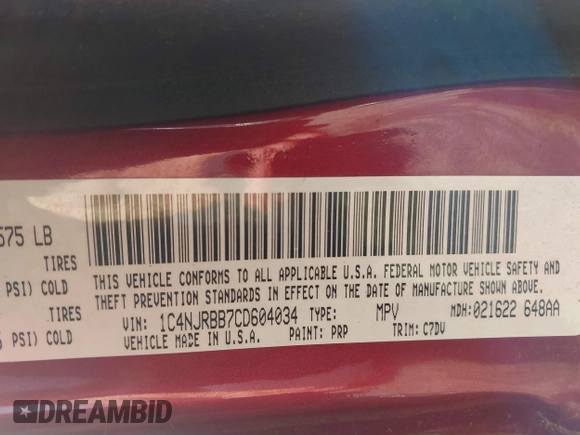 575 LB
TIRES
PSI) COLD
TIRES
PSI) COLD
THIS VEHICLE CONFORMS TO ALL APPLICABLE U.S.A. FEDERAL MOTOR VEHICLE SAFETY AND
THEFT PREVENTION STANDARDS IN EFFECT ON THE DATE OF MANUFACTURE SHOWN ABOVE.
VIN: 1C4NJRBB7CD604034 TYPE: MPV MDH: 021622 648AA
VEHICLE MADE IN U.S.A. PAINT: PRP TRIM: C7DV
DREAMBID